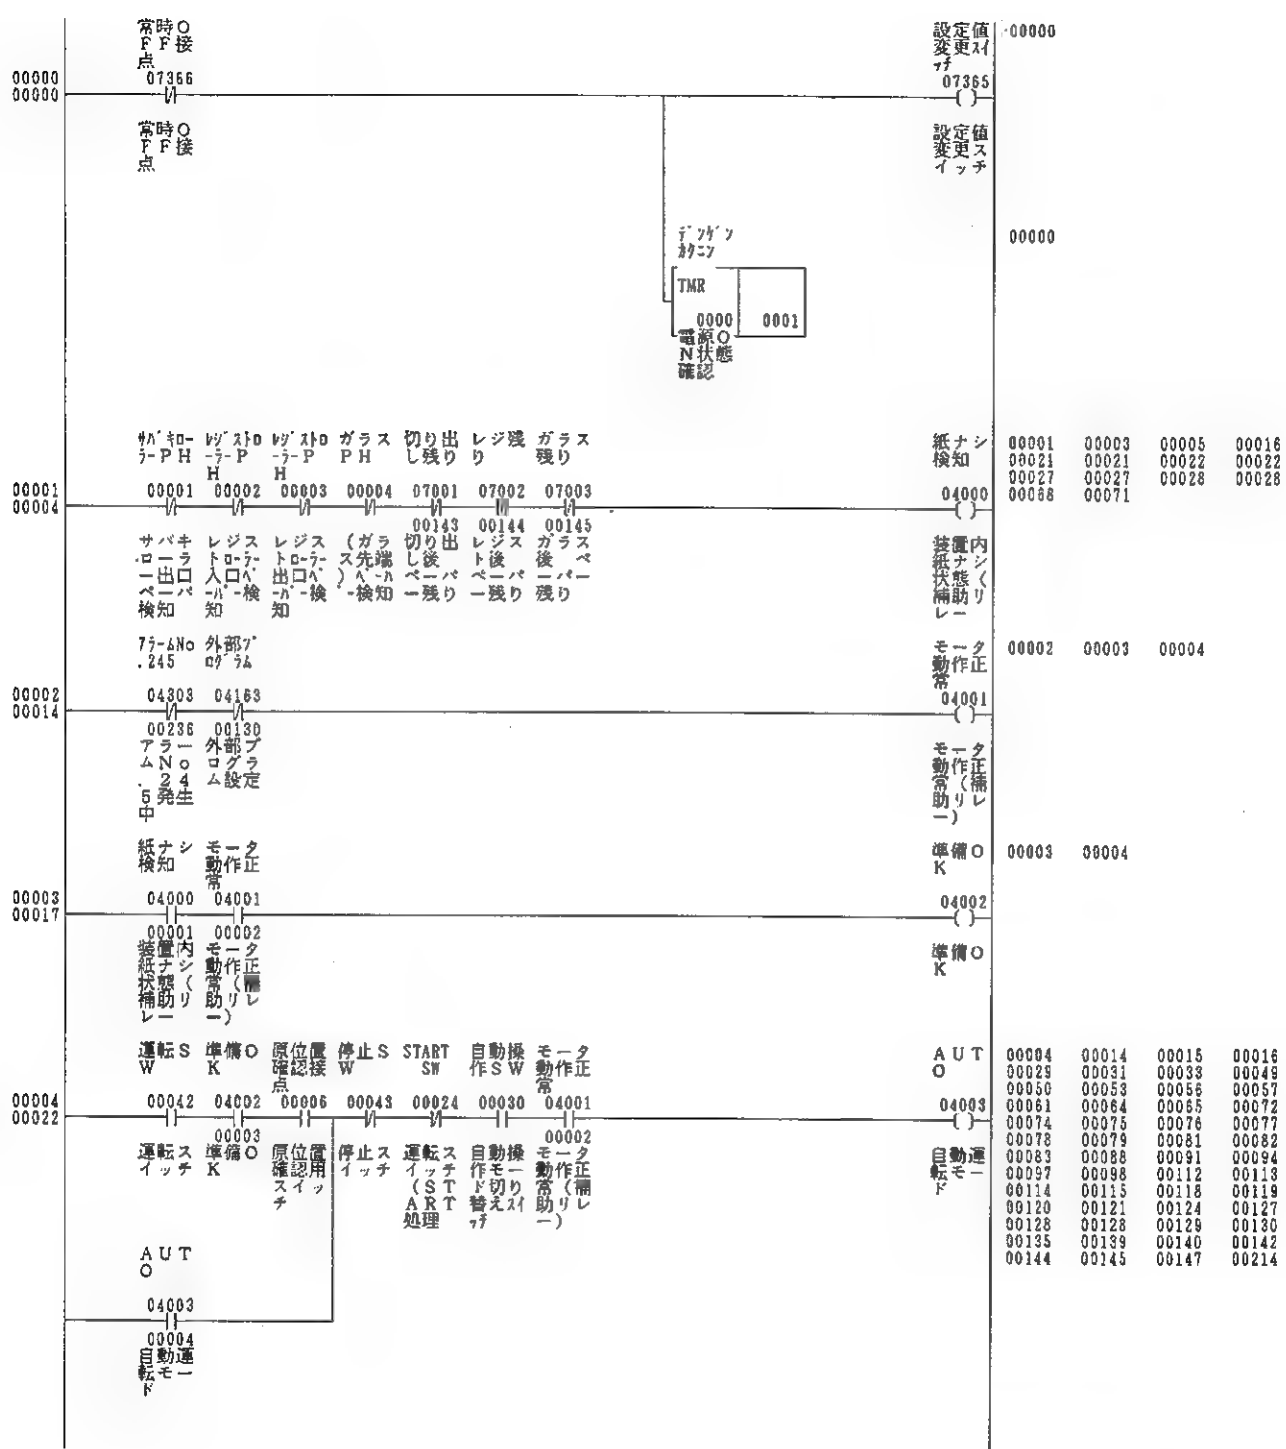 常時O 設定値 00000
FF接 変更スイ
点 ッチ
00000 07366 07365
00000
常時O 設定値
FF接 変更ス
点 イッチ
デンゲン 00000
カクニン
TMR
0000 0001
電源O
N状態
確認
サバキロー レジストロ レジストロ ガラス 切り出 レジ残 ガラス 紙ナシ 00001 00003 00005 00016
ラーPH ーラーP ーラーP PH し残り り 残り 検知 00021 00021 00022 00022
H H 00027 00027 00028 00028
00001 00001 00002 00003 00004 07001 07002 07003 04000 00068 00071
00004
00143 00144 00145
サバキ レジス レジス (ガラ 切り出 レジス ガラス 装置内
ローラ トローラ トローラ ス先端 し後 ト後 後 紙ナシ
ー出口 入口 出口 ) ペーパ ペーパ ペー 状態(
ペーパ ペーパー検 ペーパー検 ー検知 ー残り ー残り パー残り 補助リ
検知 知 知 レー
アラームNo 外部プ モータ 00002 00003 00004
.245 ログラム 動作正
常
00002 04303 04163 04001
00014
00236 00130
アラー 外部プ モータ
ムNo ログラ 動作正
.24 ム設定 常(補
5発生 助リレ
中 ー)
紙ナシ モータ 準備O 00003 00004
検知 動作正 K
常
00003 04000 04001 04002
00017
00001 00002
装置内 モータ 準備O
紙ナシ 動作正 K
状態( 常(補
補助リ 助リレ
レー ー)
運転S 準備O 原位置 停止S START 自動操 モータ AUT 00004 00014 00015 00016
W K 確認接 W SW 作SW 動作正 O 00029 00031 00033 00049
点 常 00050 00053 00056 00057
00004 00042 04002 00006 00043 00024 00030 04001 04003 00061 00064 00065 00072
00022 00074 00075 00076 00077
00003 00002 00078 00079 00081 00082
運転ス 準備O 原位置 停止ス 運転ス 自動操 モータ 自動運 00083 00088 00091 00094
イッチ K 確認用 イッチ イッチ 作モー 動作正 転モー 00097 00098 00112 00113
スイッ (ST ド切り 常(補 ド 00114 00115 00118 00119
チ ART 替えスイ 助リレ 00120 00121 00124 00127
処理 ッチ ー) 00128 00128 00129 00130
00135 00139 00140 00142
AUT 00144 00145 00147 00214
O
04003
00004
自動運
転モー
ド